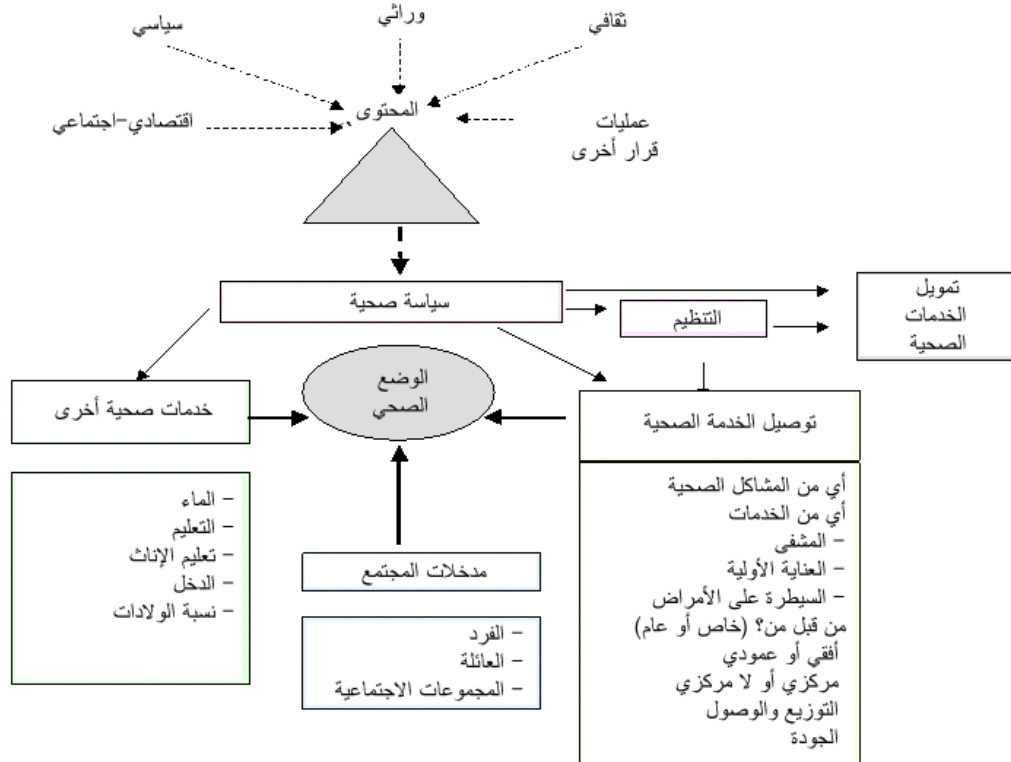 ثقافي
وراثي
سياسي
المحتوى
عمليات
قرار أخرى
اقتصادي-اجتماعي
سياسة صحية
التنظيم
تمويل
الخدمات
الصحية
الوضع
الصحي
توصيل الخدمة الصحية
خدمات صحية أخرى
أي من المشاكل الصحية
أي من الخدمات
- المشفى
- العناية الأولية
- السيطرة على الأمراض
من قبل من؟ (خاص أو عام)
أفقي أو عمودي
مركزي أو لا مركزي
التوزيع والوصول
الجودة
مدخلات المجتمع
- الفرد
- العائلة
- المجموعات الاجتماعية
- الماء
- التعليم
- تعليم الإناث
- الدخل
- نسبة الولادات